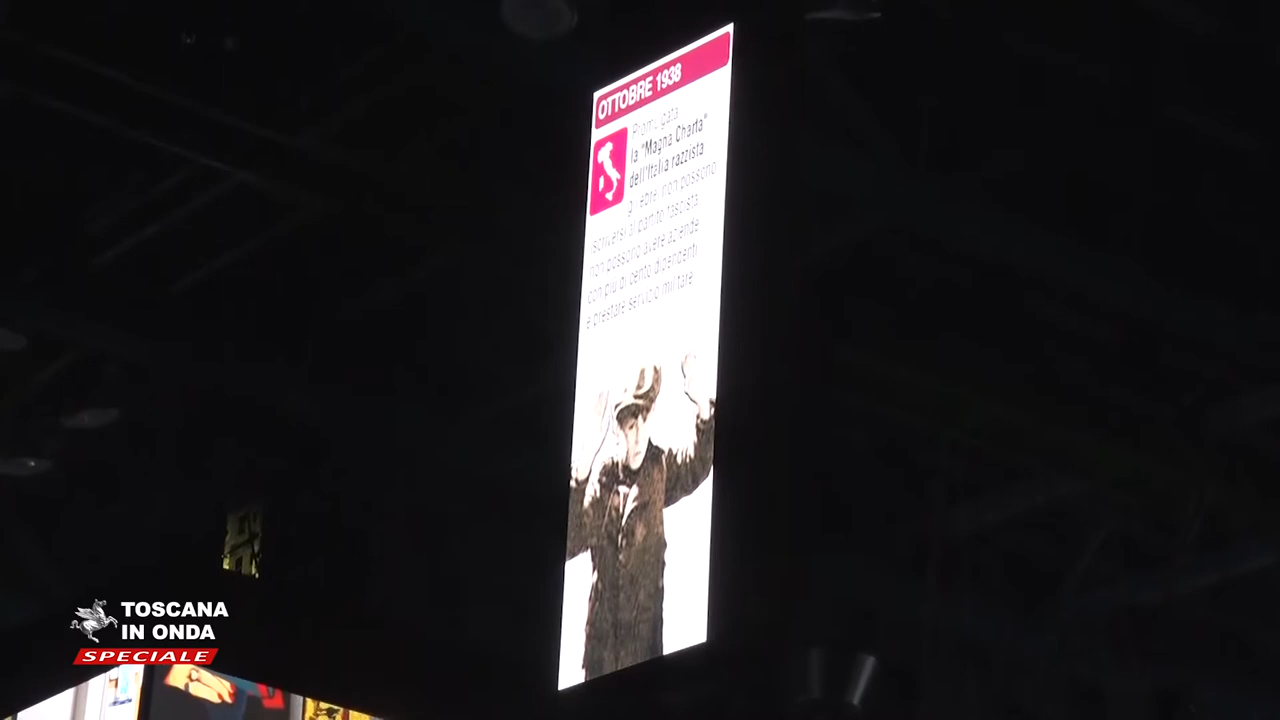 OTTOBRE 1938
Promulgata
la "Magna Charta"
dell'Italia razzista
gli ebrei non possono
iscriversi al partito fascista
non possono avere aziende
con più di cento dipendenti
e prestare servizio militare
TOSCANA
IN ONDA
SPECIALE